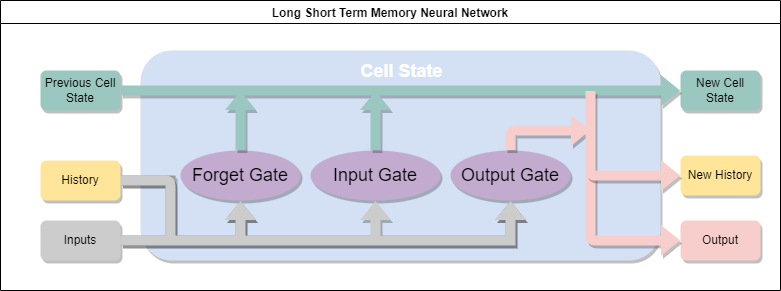 Long Short Term Memory Neural Network
Cell State
Previous Cell
State
New Cell
State
History
Forget Gate
Input Gate
Output Gate
New History
Inputs
Output